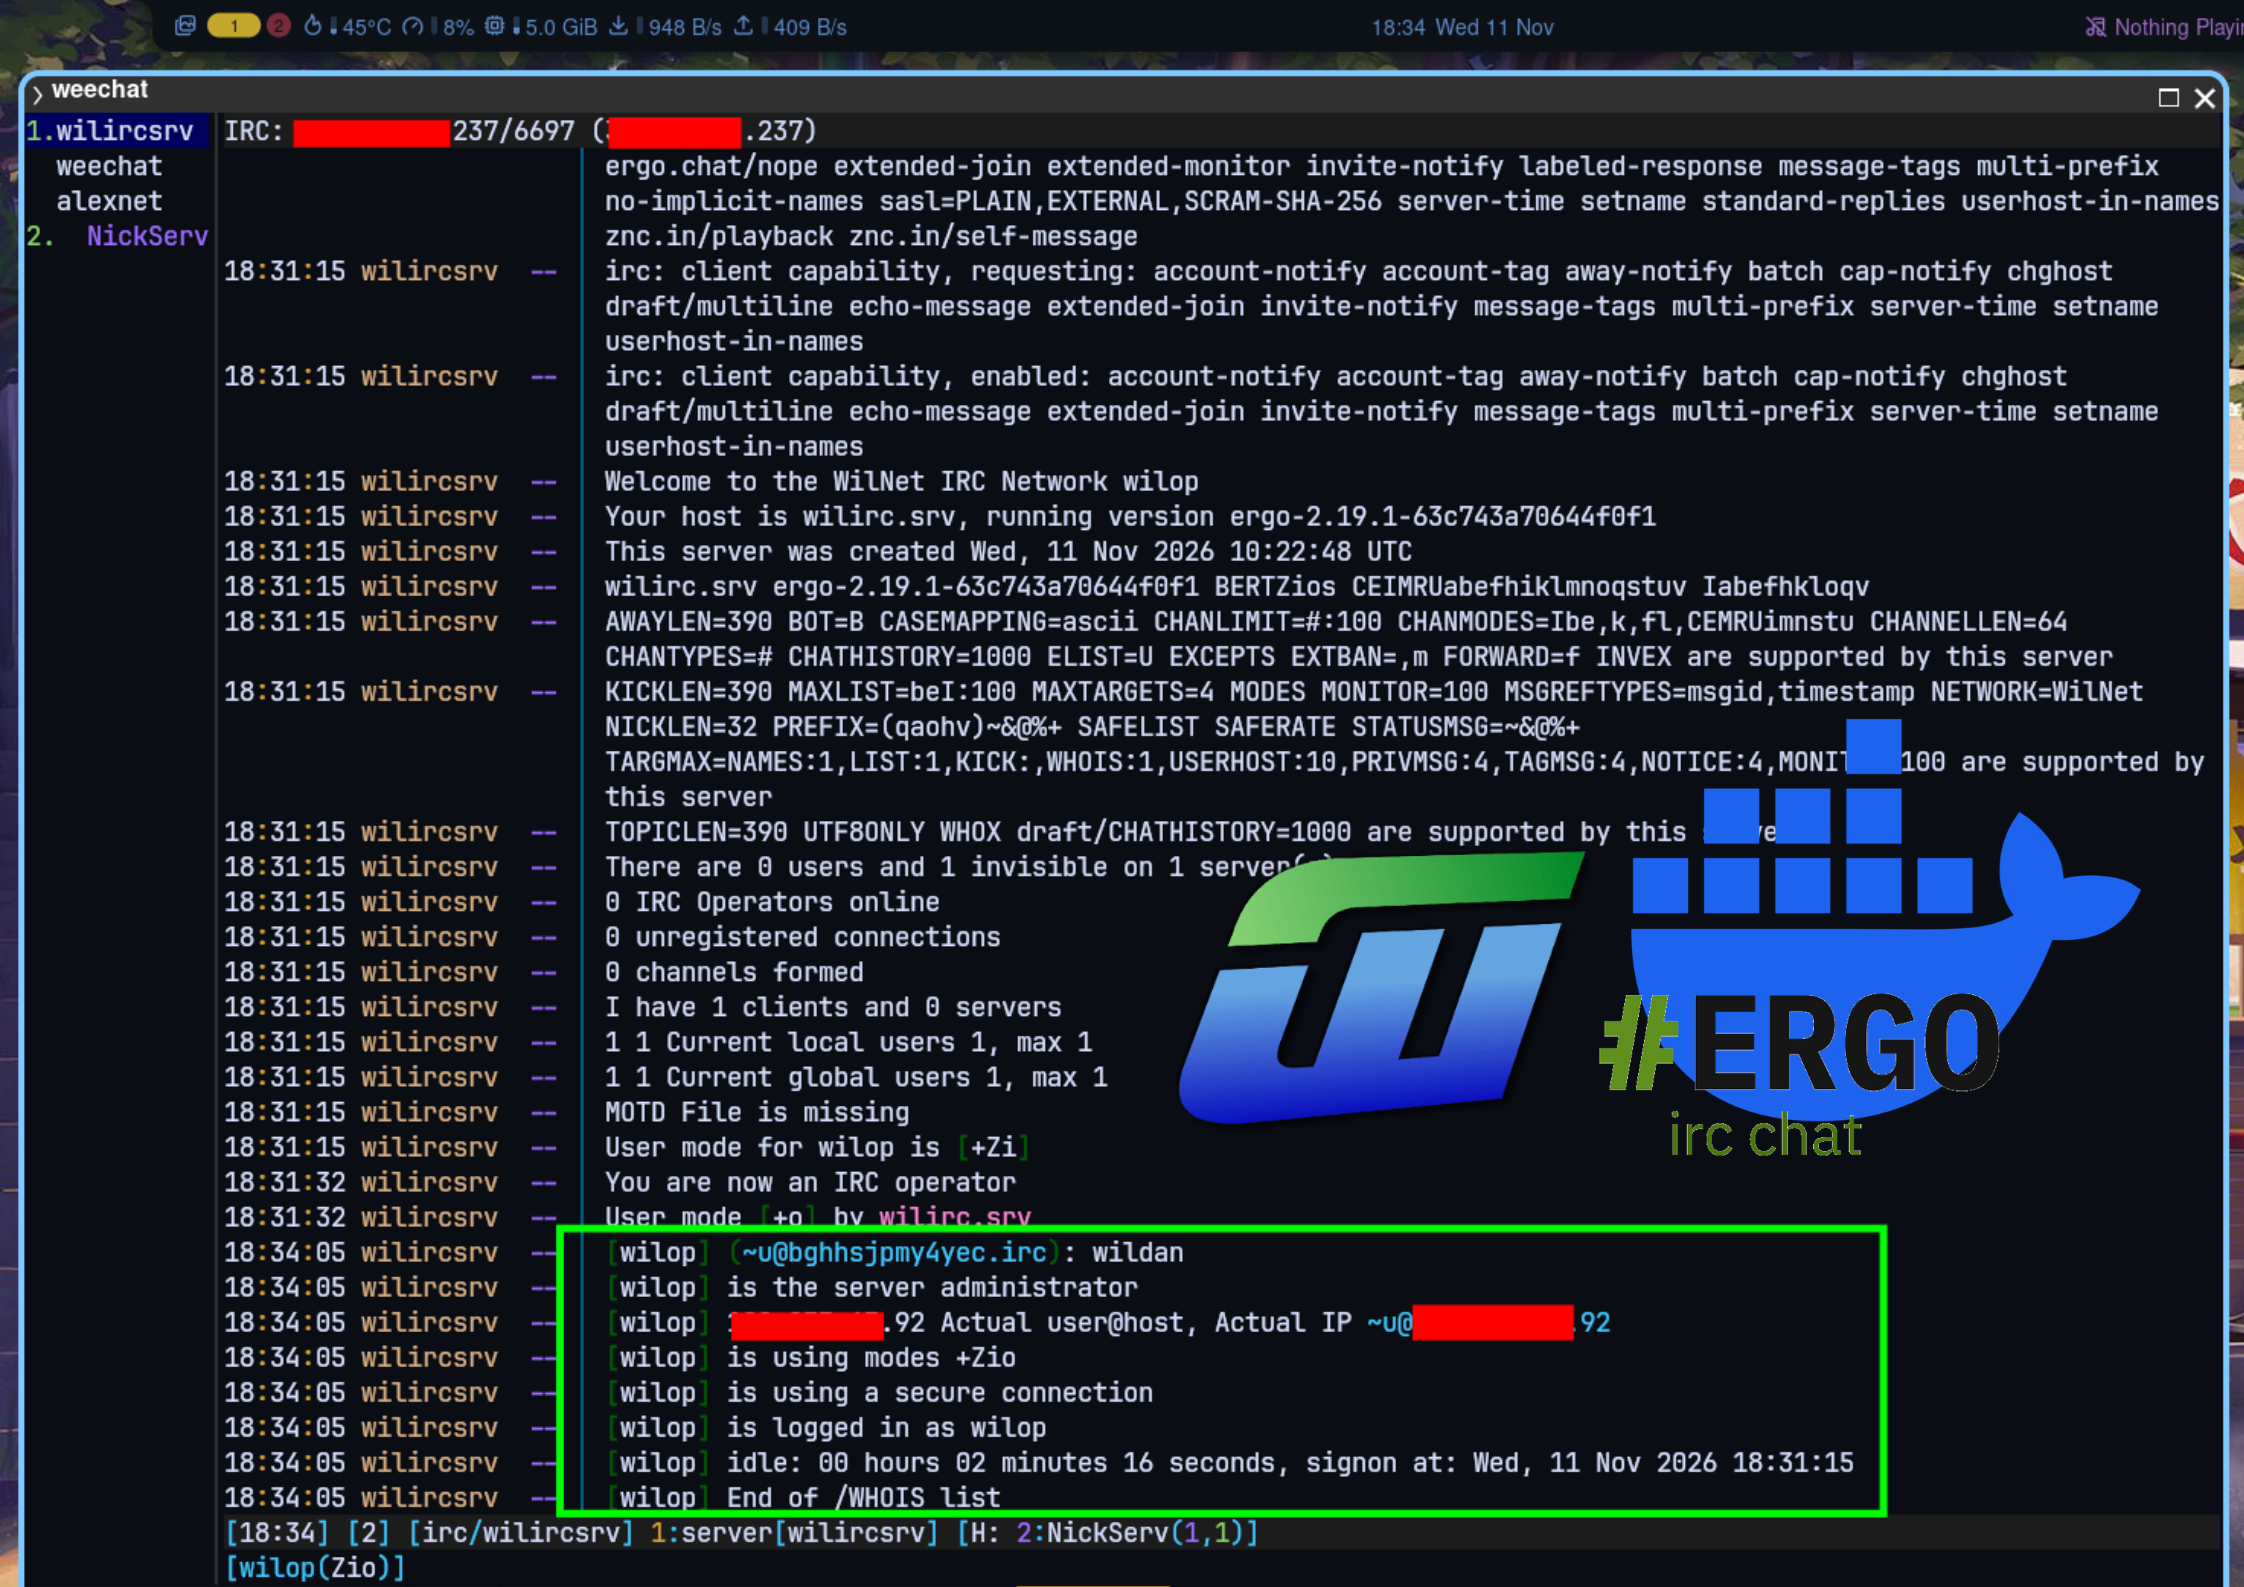 1 2 45°C 8% 5.0 GiB 948 B/s 409 B/s 18:34 Wed 11 Nov Nothing
weechat
1.wilircsrv IRC: 237/6697 ( .237)
weechat ergo.chat/nope extended-join extended-monitor invite-notify labeled-response message-tags multi-prefix
alexnet no-implicit-names sasl=PLAIN,EXTERNAL,SCRAM-SHA-256 server-time setname standard-replies userhost-in-names
2. NickServ znc.in/playback znc.in/self-message
18:31:15 wilircsrv -- irc: client capability, requesting: account-notify account-tag away-notify batch cap-notify chghost
draft/multiline echo-message extended-join invite-notify message-tags multi-prefix server-time setname
userhost-in-names
18:31:15 wilircsrv -- irc: client capability, enabled: account-notify account-tag away-notify batch cap-notify chghost
draft/multiline echo-message extended-join invite-notify message-tags multi-prefix server-time setname
userhost-in-names
18:31:15 wilircsrv -- Welcome to the WilNet IRC Network wilop
18:31:15 wilircsrv -- Your host is wilirc.srv, running version ergo-2.19.1-63c743a70644f0f1
18:31:15 wilircsrv -- This server was created Wed, 11 Nov 2026 10:22:48 UTC
18:31:15 wilircsrv -- wilirc.srv ergo-2.19.1-63c743a70644f0f1 BERTZios CEIMRUabefhiklmnoqstuv Iabefhkloqv
18:31:15 wilircsrv -- AWAYLEN=390 BOT=B CASEMAPPING=ascii CHANLIMIT=#:100 CHANMODES=Ibe,k,fl,CEMRUimnstu CHANNELLEN=64
CHANTYPES=# CHATHISTORY=1000 ELIST=U EXCEPTS EXTBAN=,m FORWARD=f INVEX are supported by this server
18:31:15 wilircsrv -- KICKLEN=390 MAXLIST=beI:100 MAXTARGETS=4 MODES MONITOR=100 MSGREFTYPES=msgid,timestamp NETWORK=WilNet
NICKLEN=32 PREFIX=(qaohv)~&@%+ SAFELIST SAFERATE STATUSMSG=~&@%+
TARGMAX=NAMES:1,LIST:1,KICK:,WHOIS:1,USERHOST:10,PRIVMSG:4,TAGMSG:4,NOTICE:4, 100 are supported by
this server
18:31:15 wilircsrv -- TOPICLEN=390 UTF8ONLY WHOX draft/CHATHISTORY=1000 are supported by this
18:31:15 wilircsrv -- There are 0 users and 1 invisible on 1
18:31:15 wilircsrv -- 0 IRC Operators online
18:31:15 wilircsrv -- 0 unregistered connections
18:31:15 wilircsrv -- 0 channels formed
18:31:15 wilircsrv -- I have 1 clients and 0 servers
18:31:15 wilircsrv -- 1 1 Current local users 1, max 1
18:31:15 wilircsrv -- 1 1 Current global users 1, max 1
18:31:15 wilircsrv -- MOTD File is missing
18:31:15 wilircsrv -- User mode for wilop is [+Zi]
18:31:32 wilircsrv -- You are now an IRC operator
18:31:32 wilircsrv -- User mode [+o] by wilirc.srv
18:34:05 wilircsrv -- [wilop] (~u@bghhsjpmy4yec.irc): wildan
18:34:05 wilircsrv -- [wilop] is the server administrator
18:34:05 wilircsrv -- [wilop] .92 Actual user@host, Actual IP ~u@ .92
18:34:05 wilircsrv -- [wilop] is using modes +Zio
18:34:05 wilircsrv -- [wilop] is using a secure connection
18:34:05 wilircsrv -- [wilop] is logged in as wilop
18:34:05 wilircsrv -- [wilop] idle: 00 hours 02 minutes 16 seconds, signon at: Wed, 11 Nov 2026 18:31:15
18:34:05 wilircsrv -- [wilop] End of /WHOIS list
[18:34] [2] [irc/wilircsrv] 1:server[wilircsrv] [H: 2:NickServ(1,1)]
[wilop(Zio)]
#ERGO
irc chat